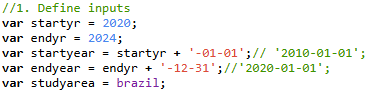 //1. Define inputs
var startyr = 2020;
var endyr = 2024;
var startyear = startyr + '-01-01';// '2010-01-01';
var endyear = endyr + '-12-31';//'2020-01-01';
var studyarea = brazil;